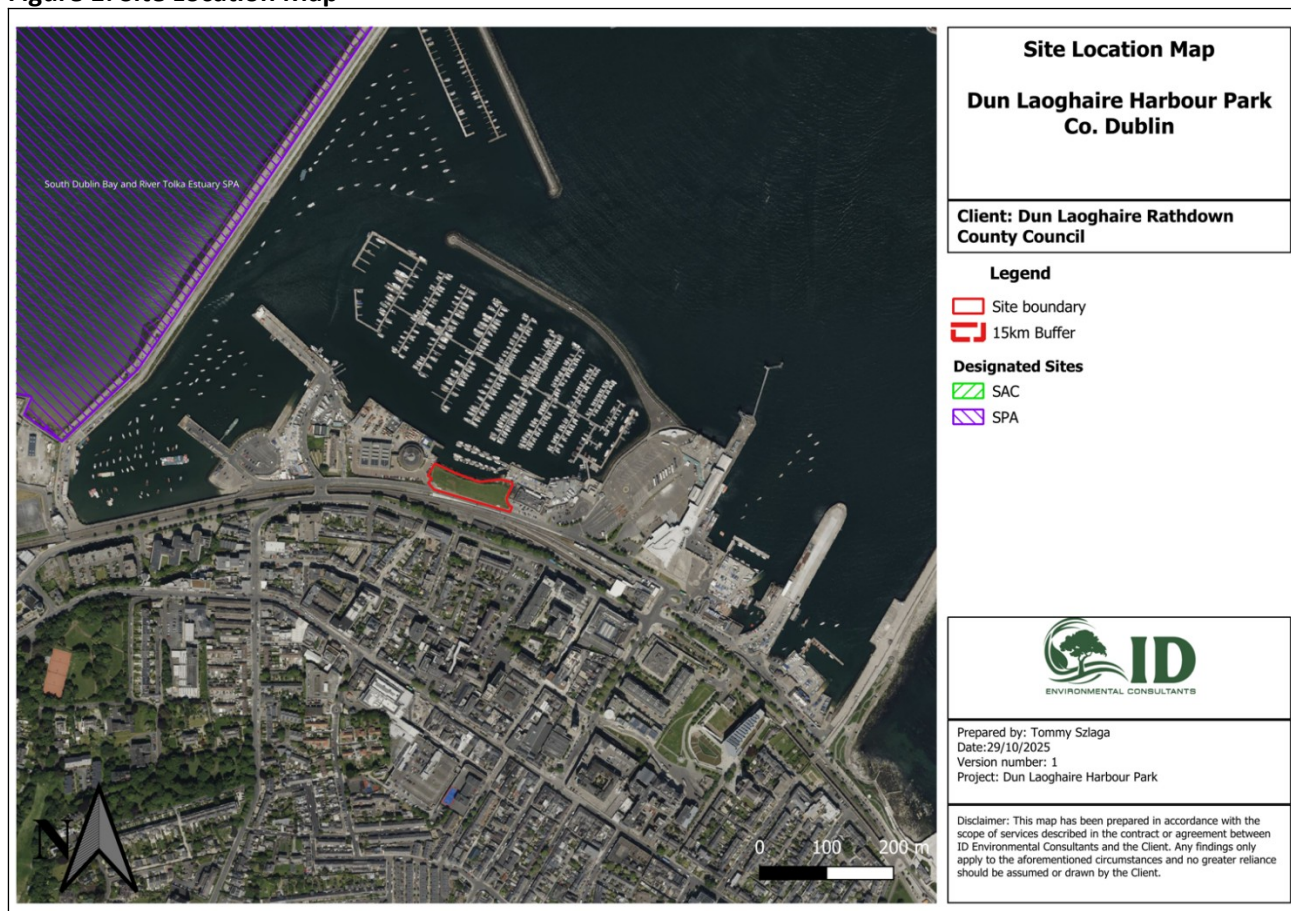 Site Location Map
Dun Laoghaire Harbour Park
Co. Dublin
Client: Dun Laoghaire Rathdown
County Council
Legend
Site boundary
15km Buffer
Designated Sites
SAC
SPA
South Dublin Bay and River Tolka Estuary SPA
N
0 100 200 m
ID
ENVIRONMENTAL CONSULTANTS
Prepared by: Tommy Szlaga
Date:29/10/2025
Version number: 1
Project: Dun Laoghaire Harbour Park
Disclaimer: This map has been prepared in accordance with the
scope of services described in the contract or agreement between
ID Environmental Consultants and the Client. Any findings only
apply to the aforementioned circumstances and no greater reliance
should be assumed or drawn by the Client.